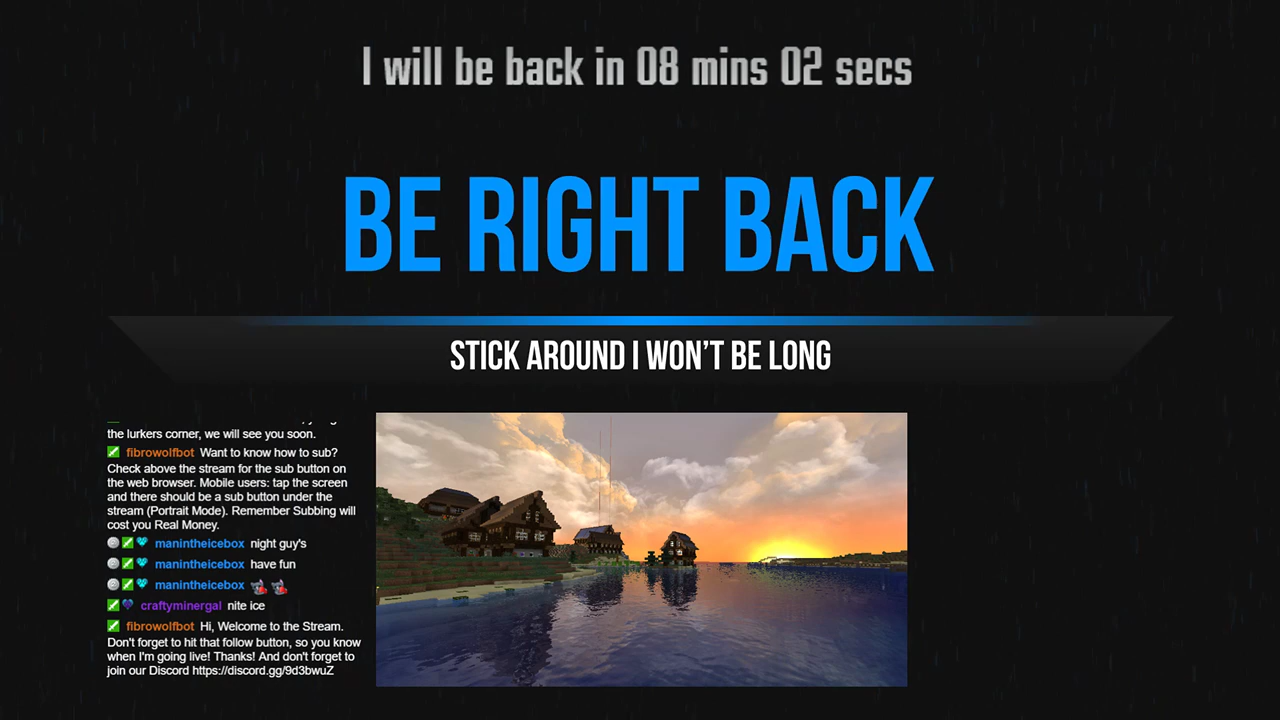 I will be back in 08 mins 02 secs
BE RIGHT BACK
STICK AROUND I WON'T BE LONG
the lurkers corner, we will see you soon.
fibrowolfbot Want to know how to sub?
Check above the stream for the sub button on
the web browser. Mobile users: tap the screen
and there should be a sub button under the
stream (Portrait Mode). Remember Subbing will
cost you Real Money.
manintheicebox night guy's
manintheicebox have fun
manintheicebox
craftyminergal nite ice
fibrowolfbot Hi, Welcome to the Stream.
Don't forget to hit that follow button, so you know
when I'm going live! Thanks! And don't forget to
join our Discord https://discord.gg/9d3bwuZ